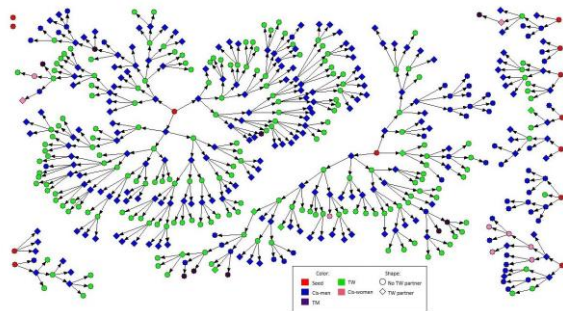 Color: Shape:
Seed TW No TW partner
Cis-men Cis-women TW partner
TM